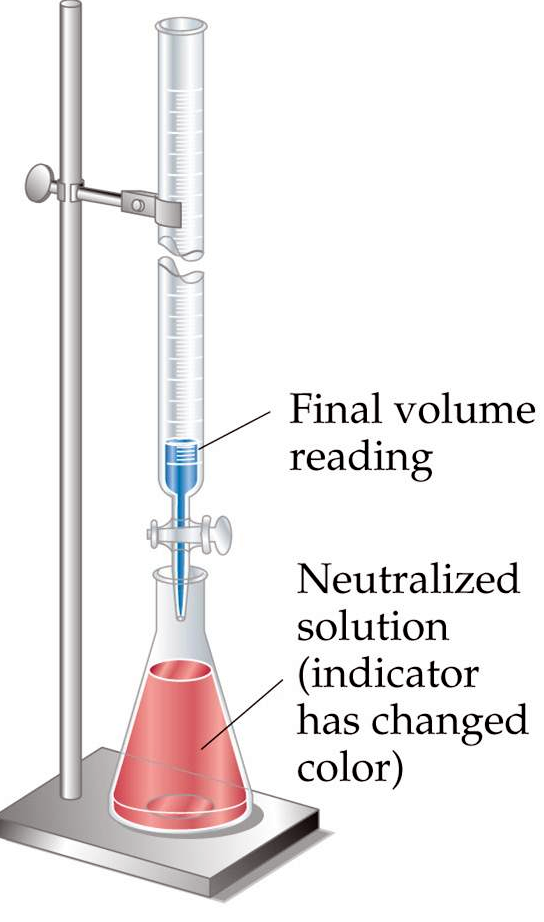 Final volume
reading
Neutralized
solution
(indicator
has changed
color)